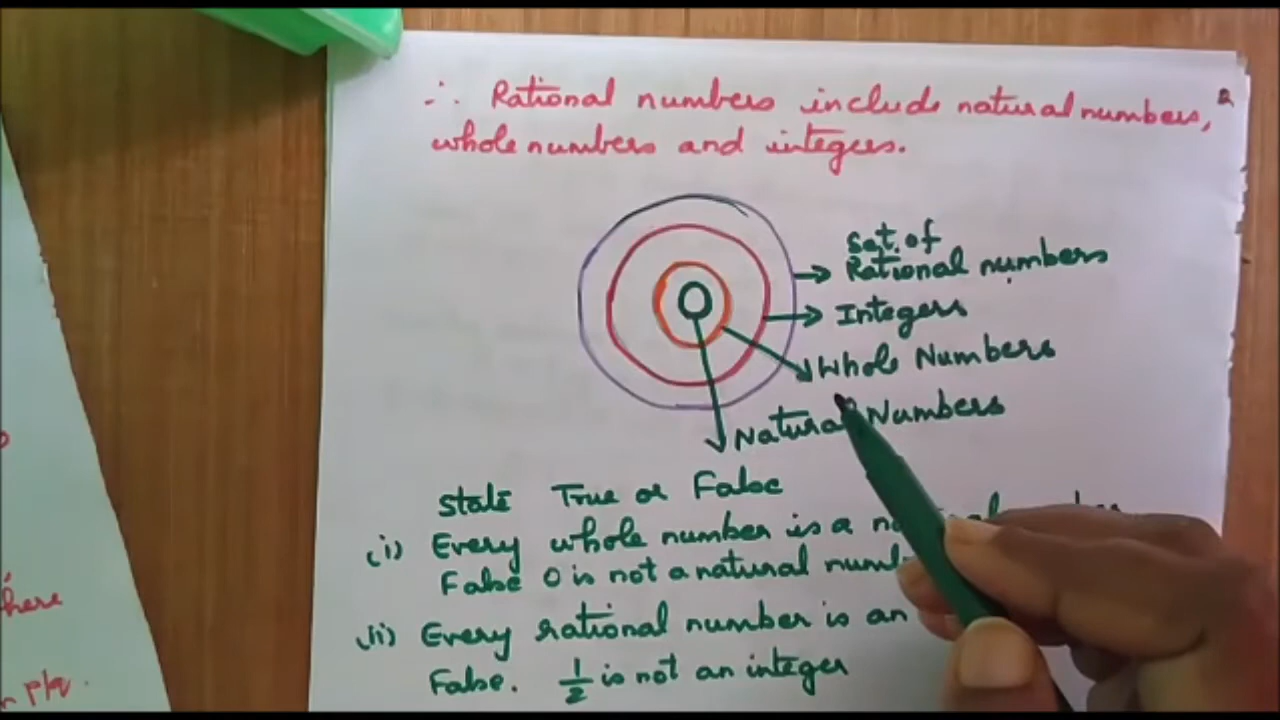 ∴ Rational numbers include natural numbers,
whole numbers and integers.
Set of
Rational numbers
Integers
Whole Numbers
Natural Numbers
State True or False
(i) Every whole number is a
False 0 is not a natural
(ii) Every rational number is an
False. 1/2 is not an integer
here
p/q.